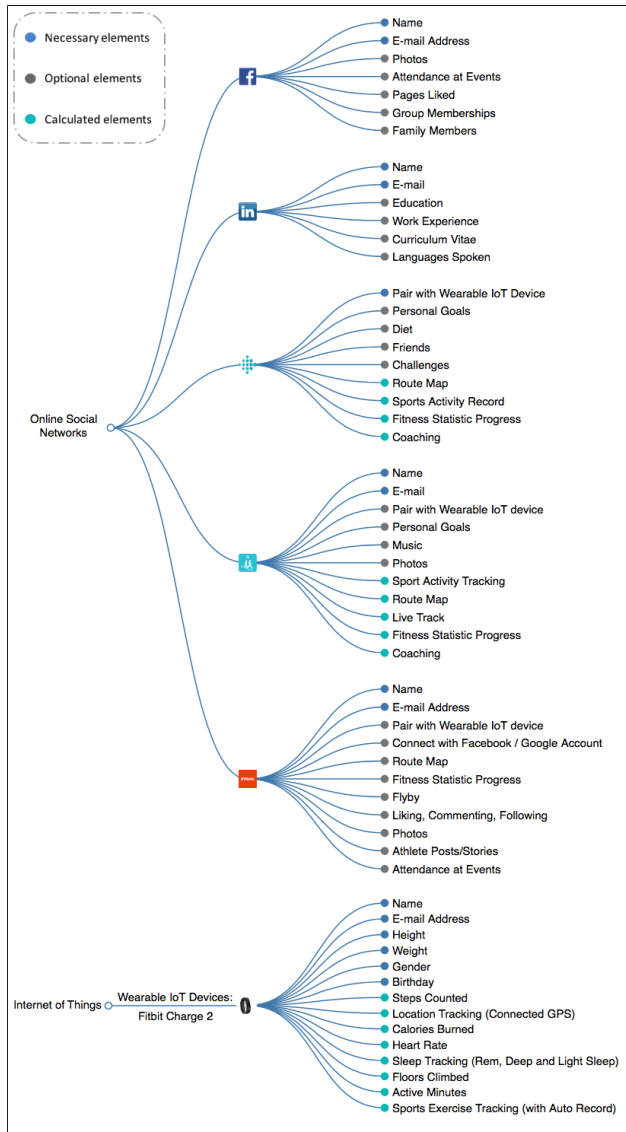 Necessary elements
Optional elements
Calculated elements
Name
E-mail Address
Photos
Attendance at Events
Pages Liked
Group Memberships
Family Members
Name
E-mail
Education
Work Experience
Curriculum Vitae
Languages Spoken
Pair with Wearable IoT Device
Personal Goals
Diet
Friends
Challenges
Route Map
Sports Activity Record
Fitness Statistic Progress
Coaching
Online Social
Networks
Name
E-mail
Pair with Wearable IoT device
Personal Goals
Music
Photos
Sport Activity Tracking
Route Map
Live Track
Fitness Statistic Progress
Coaching
Name
E-mail Address
Pair with Wearable IoT device
Connect with Facebook / Google Account
Route Map
STRAVA
Fitness Statistic Progress
Flyby
Liking, Commenting, Following
Photos
Athlete Posts/Stories
Attendance at Events
Name
E-mail Address
Height
Weight
Gender
Birthday
Steps Counted
Internet of Things
Wearable IoT Devices:
Fitbit Charge 2
Location Tracking (Connected GPS)
Calories Burned
Heart Rate
Sleep Tracking (Rem, Deep and Light Sleep)
Floors Climbed
Active Minutes
Sports Exercise Tracking (with Auto Record)